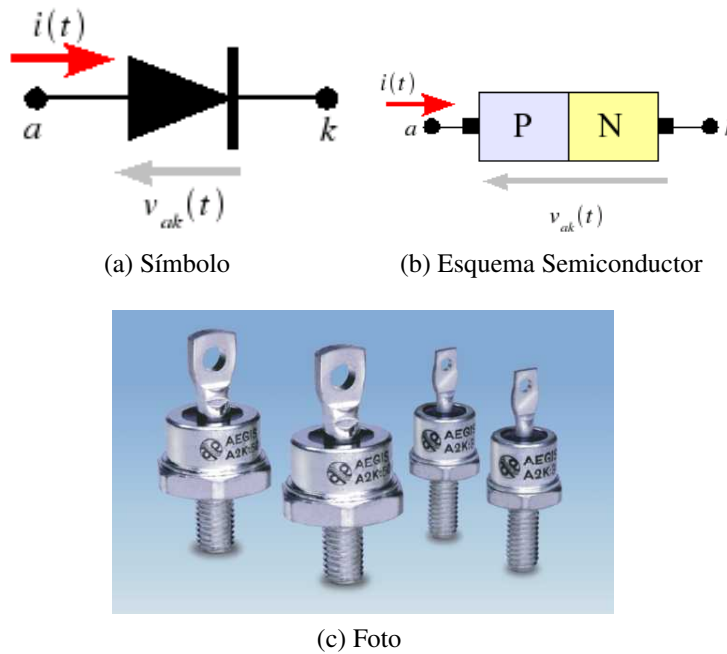 i(t)
a
k
v_ak(t)
(a) Símbolo
i(t)
a
P N
v_ak(t)
(b) Esquema Semiconductor
AEGIS
A2K:
AEGIS
A2K:
AEGIS
A2K:
AEGIS
A2K:
(c) Foto